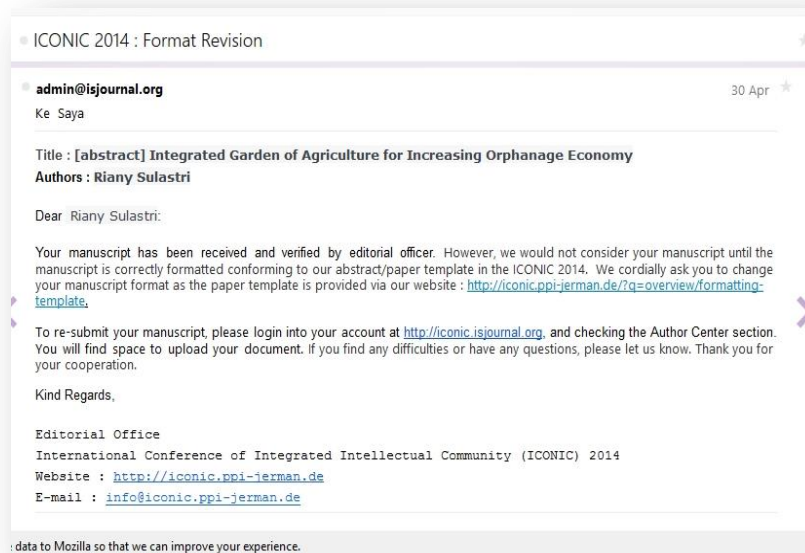 ICONIC 2014 : Format Revision
admin@isjournal.org
30 Apr
Ke Saya
Title : [abstract] Integrated Garden of Agriculture for Increasing Orphanage Economy
Authors : Riany Sulastri
Dear Riany Sulastri:
Your manuscript has been received and verified by editorial officer. However, we would not consider your manuscript until the
manuscript is correctly formatted conforming to our abstract/paper template in the ICONIC 2014. We cordially ask you to change
your manuscript format as the paper template is provided via our website : http://iconic.ppi-jerman.de/?q=overview/formatting-
template.
To re-submit your manuscript, please login into your account at http://iconic.isjournal.org, and checking the Author Center section.
You will find space to upload your document. If you find any difficulties or have any questions, please let us know. Thank you for
your cooperation.
Kind Regards,
Editorial Office
International Conference of Integrated Intellectual Community (ICONIC) 2014
Website : http://iconic.ppi-jerman.de
E-mail : info@iconic.ppi-jerman.de
data to Mozilla so that we can improve your experience.